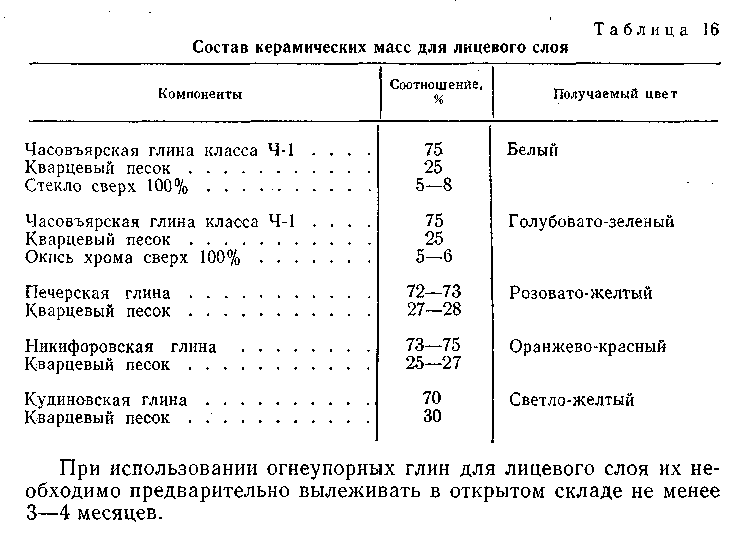 Таблица 16
Состав керамических масс для лицевого слоя
Компоненты Соотношение, % Получаемый цвет
Часовъярская глина класса Ч-1 . . . . 75 Белый
Кварцевый песок . . . . . . . . . . . 25
Стекло сверх 100% . . . . . . . . . . 5—8
Часовъярская глина класса Ч-1 . . . . 75 Голубовато-зеленый
Кварцевый песок . . . . . . . . . . . 25
Окись хрома сверх 100% . . . . . . . 5—6
Печерская глина . . . . . . . . . . . 72—73 Розовато-желтый
Кварцевый песок . . . . . . . . . . . 27—28
Никифоровская глина . . . . . . . . 73—75 Оранжево-красный
Кварцевый песок . . . . . . . . . . . 25—27
Кудиновская глина . . . . . . . . . . 70 Светло-желтый
Кварцевый песок . . . . . . . . . . . 30
При использовании огнеупорных глин для лицевого слоя их не-
обходимо предварительно вылеживать в открытом складе не менее
3—4 месяцев.